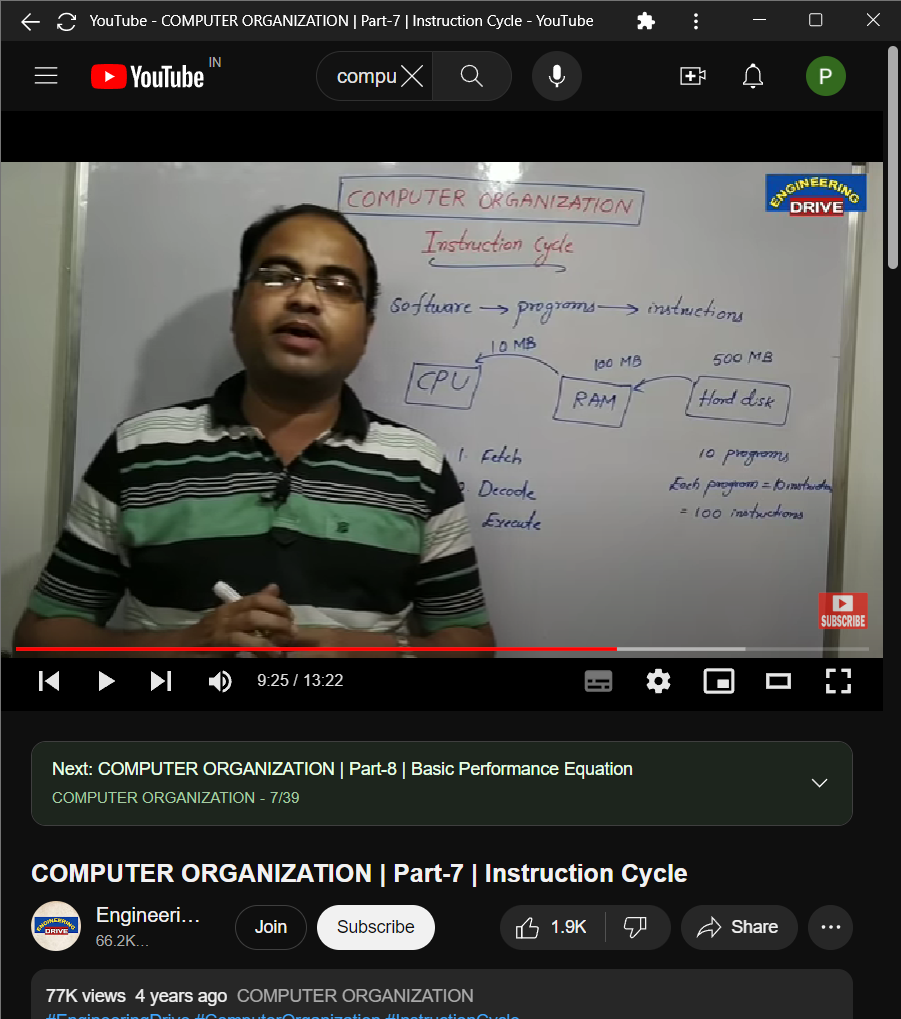 YouTube - COMPUTER ORGANIZATION | Part-7 | Instruction Cycle - YouTube
YouTube IN
compu
P
ENGINEERING
DRIVE
COMPUTER ORGANIZATION
Instruction Cycle
Software → programs → instructions
10 MB
100 MB
500 MB
CPU
RAM
Hard disk
1. Fetch
Decode
Execute
10 programs
Each program = 10 instruction
= 100 instructions
SUBSCRIBE
9:25 / 13:22
Next: COMPUTER ORGANIZATION | Part-8 | Basic Performance Equation
COMPUTER ORGANIZATION - 7/39
COMPUTER ORGANIZATION | Part-7 | Instruction Cycle
ENGINEERING
DRIVE
Engineeri...
66.2K...
Join
Subscribe
1.9K
Share
77K views 4 years ago COMPUTER ORGANIZATION
#EngineeringDrive #ComputerOrganization #InstructionCycle